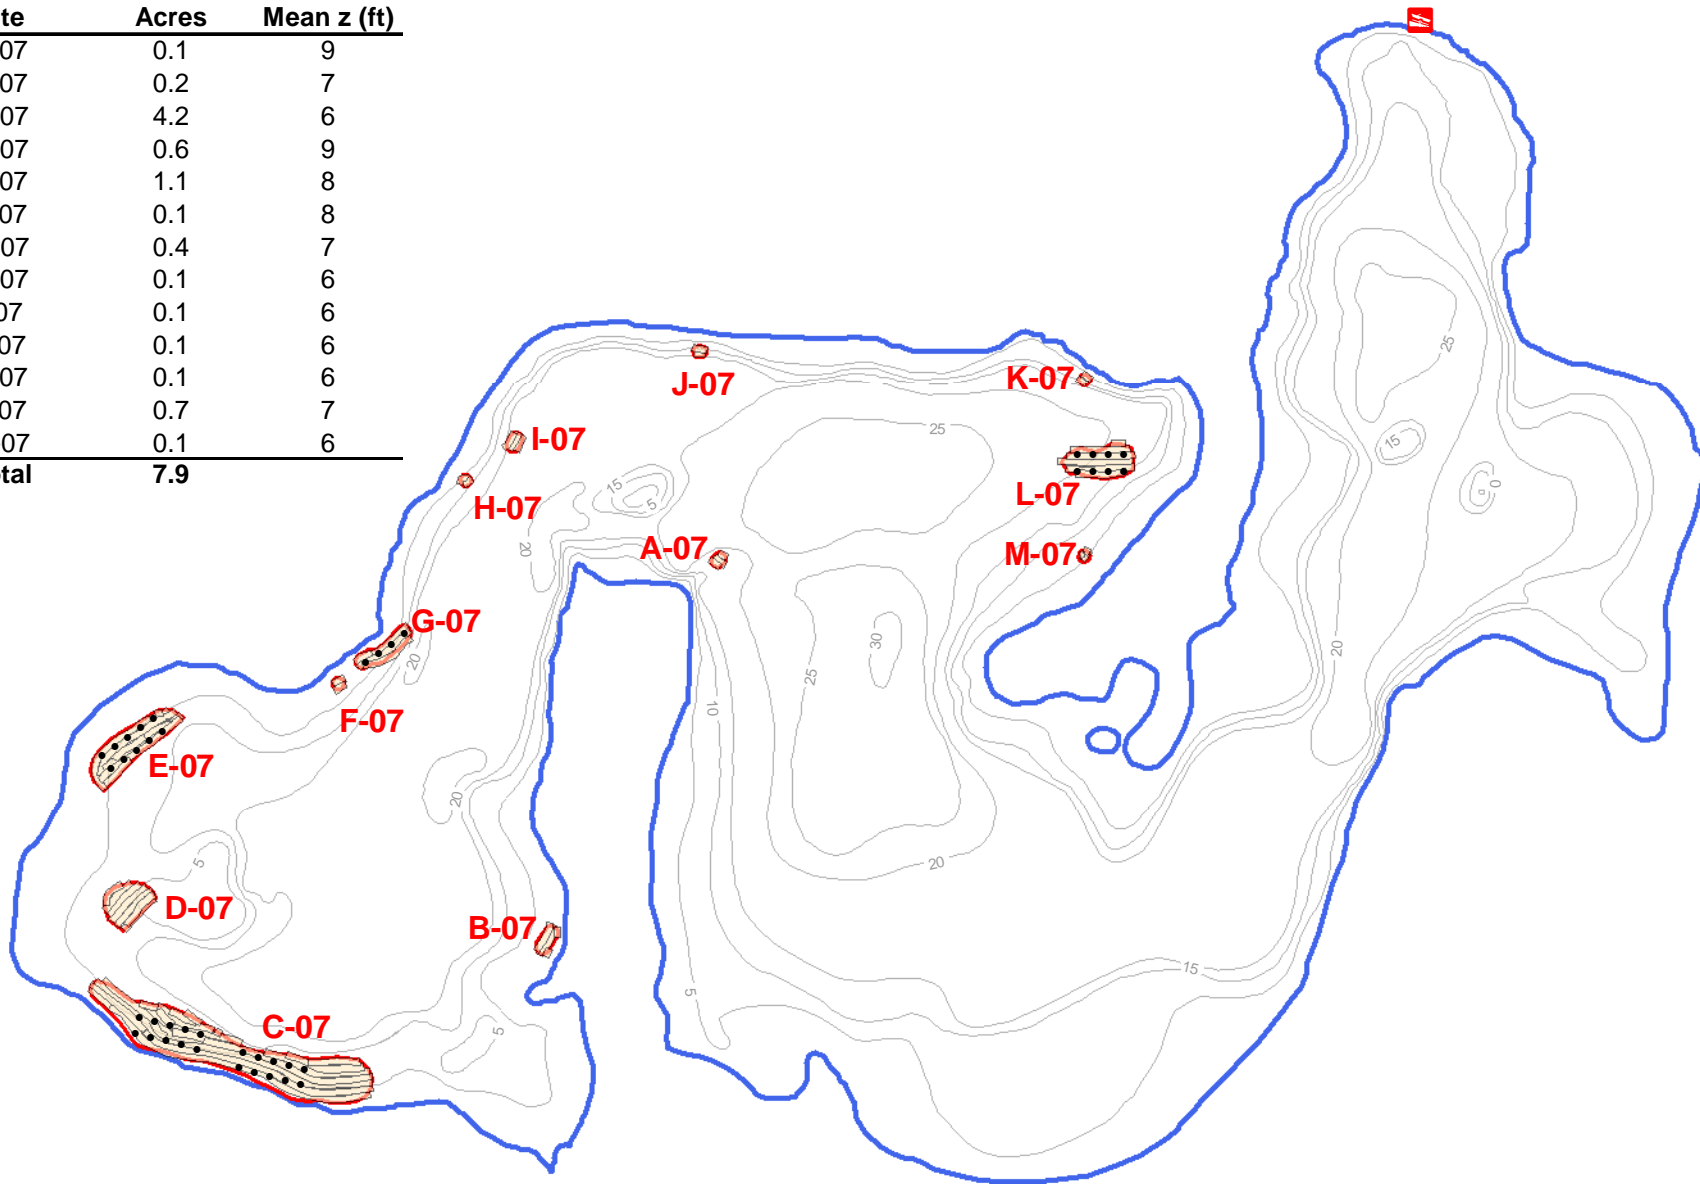 te Acres Mean z (ft)
07 0.1 9
07 0.2 7
07 4.2 6
07 0.6 9
07 1.1 8
07 0.1 8
07 0.4 7
07 0.1 6
07 0.1 6
07 0.1 6
07 0.1 6
07 0.7 7
07 0.1 6
tal 7.9
25
J-07
K-07
15
I-07
25
15
5
L-07
0
H-07
20
A-07
M-07
G-07
30
20
20
25
F-07
10
E-07
20
5
20
D-07
B-07
15
5
C-07
5